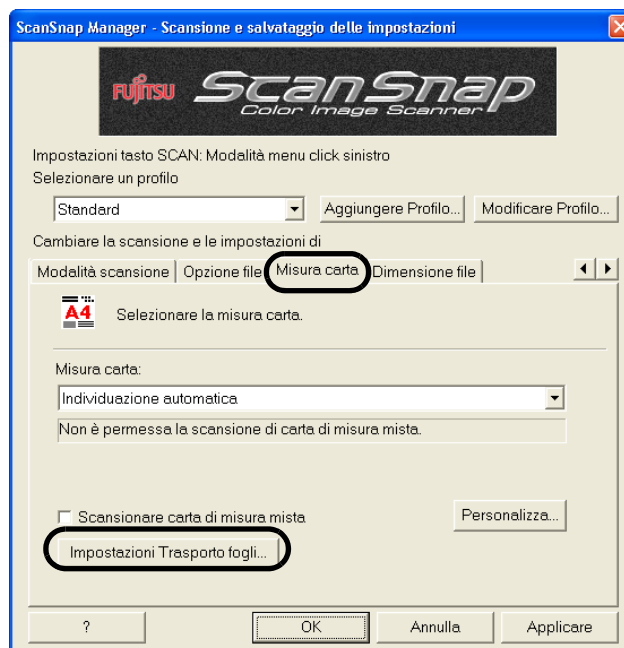 ScanSnap Manager - Scansione e salvataggio delle impostazioni
FUJITSU ScanSnap
Color Image Scanner
Impostazioni tasto SCAN: Modalità menu click sinistro
Selezionare un profilo
Standard Aggiungere Profilo... Modificare Profilo...
Cambiare la scansione e le impostazioni di
Modalità scansione Opzione file Misura carta Dimensione file
A4 Selezionare la misura carta.
Misura carta:
Individuazione automatica
Non è permessa la scansione di carta di misura mista.
Scansionare carta di misura mista Personalizza...
Impostazioni Trasporto fogli...
? OK Annulla Applicare